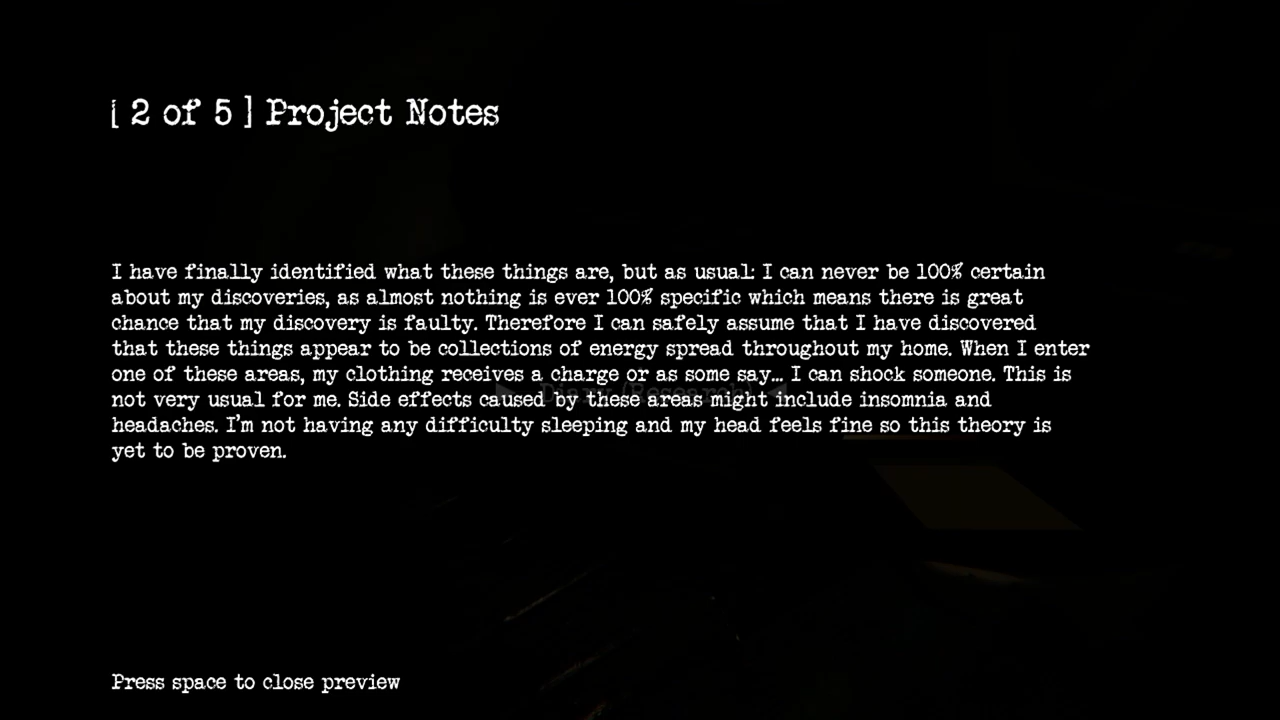 [ 2 of 5 ] Project Notes
I have finally identified what these things are, but as usual: I can never be 100% certain
about my discoveries, as almost nothing is ever 100% specific which means there is great
chance that my discovery is faulty. Therefore I can safely assume that I have discovered
that these things appear to be collections of energy spread throughout my home. When I enter
one of these areas, my clothing receives a charge or as some say... I can shock someone. This is
Diary (Research)
not very usual for me. Side effects caused by these areas might include insomnia and
headaches. I'm not having any difficulty sleeping and my head feels fine so this theory is
yet to be proven.
Press space to close preview